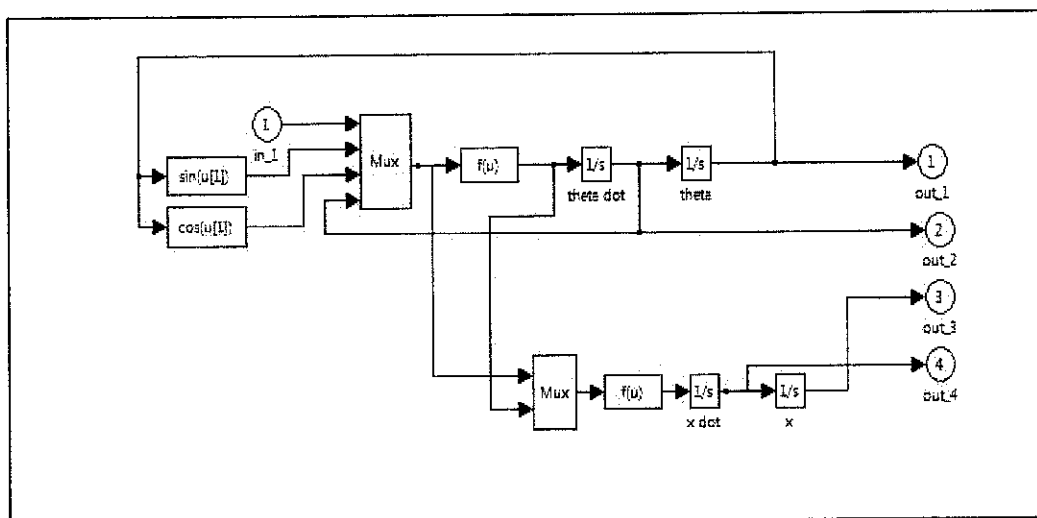 1
in_1
Mux
f(u)
1/s
theta dot
1/s
theta
1
out_1
sin(u[1])
cos(u[1])
2
out_2
3
out_3
4
out_4
Mux
f(u)
1/s
x dot
1/s
x